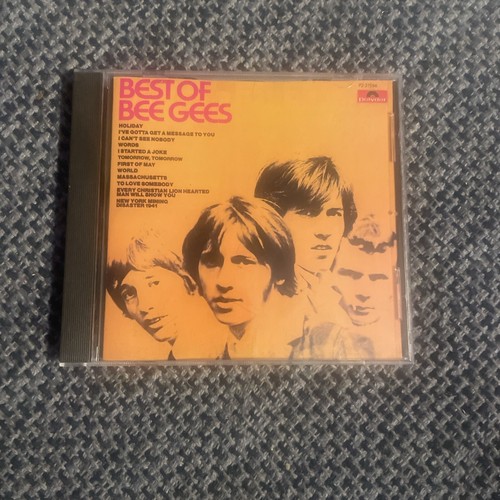 BEST OF
BEE GEES
HOLIDAY
I'VE GOTTA GET A MESSAGE TO YOU
I CAN'T SEE NOBODY
WORDS
I STARTED A JOKE
TOMORROW, TOMORROW
FIRST OF MAY
WORLD
MASSACHUSETTS
TO LOVE SOMEBODY
EVERY CHRISTIAN LION HEARTED
MAN WILL SHOW YOU
NEW YORK MINING
DISASTER 1941